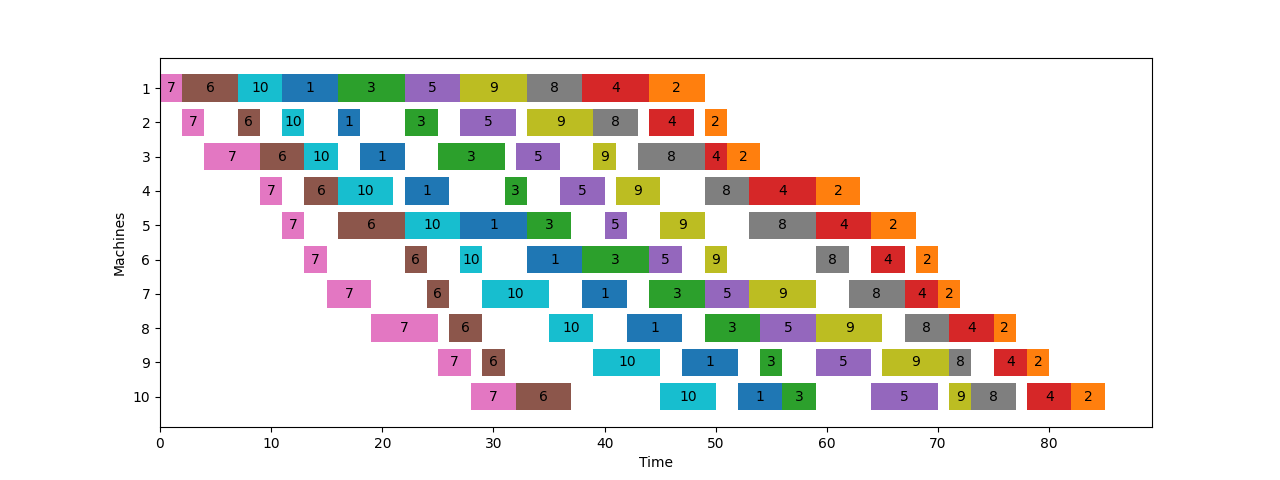 1 7 6 10 1 3 5 9 8 4 2
2 7 6 10 1 3 5 9 8 4 2
3 7 6 10 1 3 5 9 8 4 2
4 7 6 10 1 3 5 9 8 4 2
5 7 6 10 1 3 5 9 8 4 2
6 7 6 10 1 3 5 9 8 4 2
7 7 6 10 1 3 5 9 8 4 2
8 7 6 10 1 3 5 9 8 4 2
9 7 6 10 1 3 5 9 8 4 2
10 7 6 10 1 3 5 9 8 4 2
Machines
0 10 20 30 40 50 60 70 80
Time